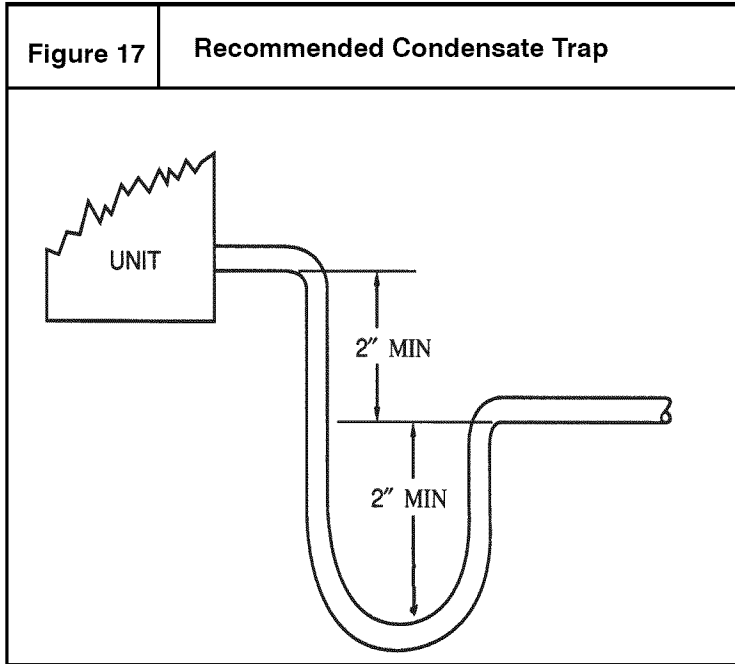 Figure 17
Recommended Condensate Trap
UNIT
2″ MIN
2″ MIN